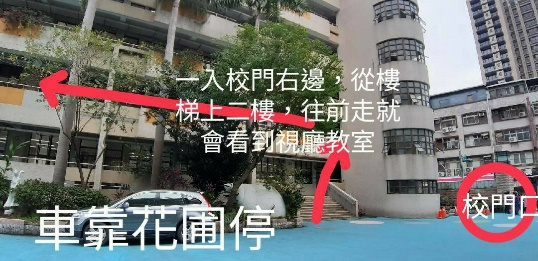 一入校門右邊，從樓
梯上二樓，往前走就
會看到視廳教室
校門口
車靠花圃停